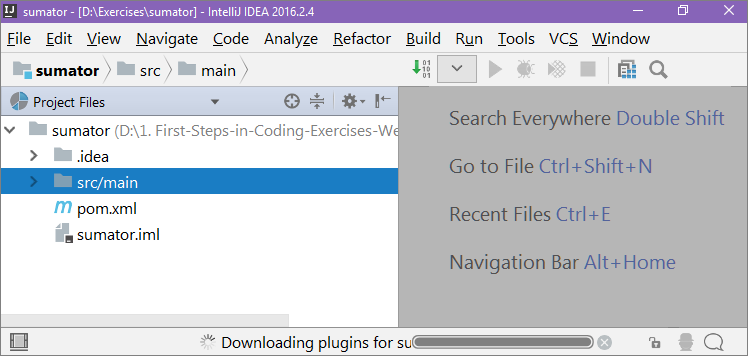 sumator - [D:\Exercises\sumator] - IntelliJ IDEA 2016.2.4
File Edit View Navigate Code Analyze Refactor Build Run Tools VCS Window
sumator src main
Project Files
sumator (D:\1. First-Steps-in-Coding-Exercises-We
.idea
src/main
pom.xml
sumator.iml
Search Everywhere Double Shift
Go to File Ctrl+Shift+N
Recent Files Ctrl+E
Navigation Bar Alt+Home
Downloading plugins for su